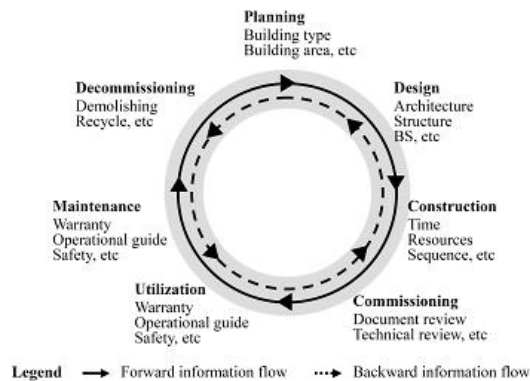 Planning
Building type
Building area, etc
Decommissioning
Demolishing
Recycle, etc
Design
Architecture
Structure
BS, etc
Maintenance
Warranty
Operational guide
Safety, etc
Construction
Time
Resources
Sequence, etc
Utilization
Warranty
Operational guide
Safety, etc
Commissioning
Document review
Technical review, etc
Legend Forward information flow Backward information flow